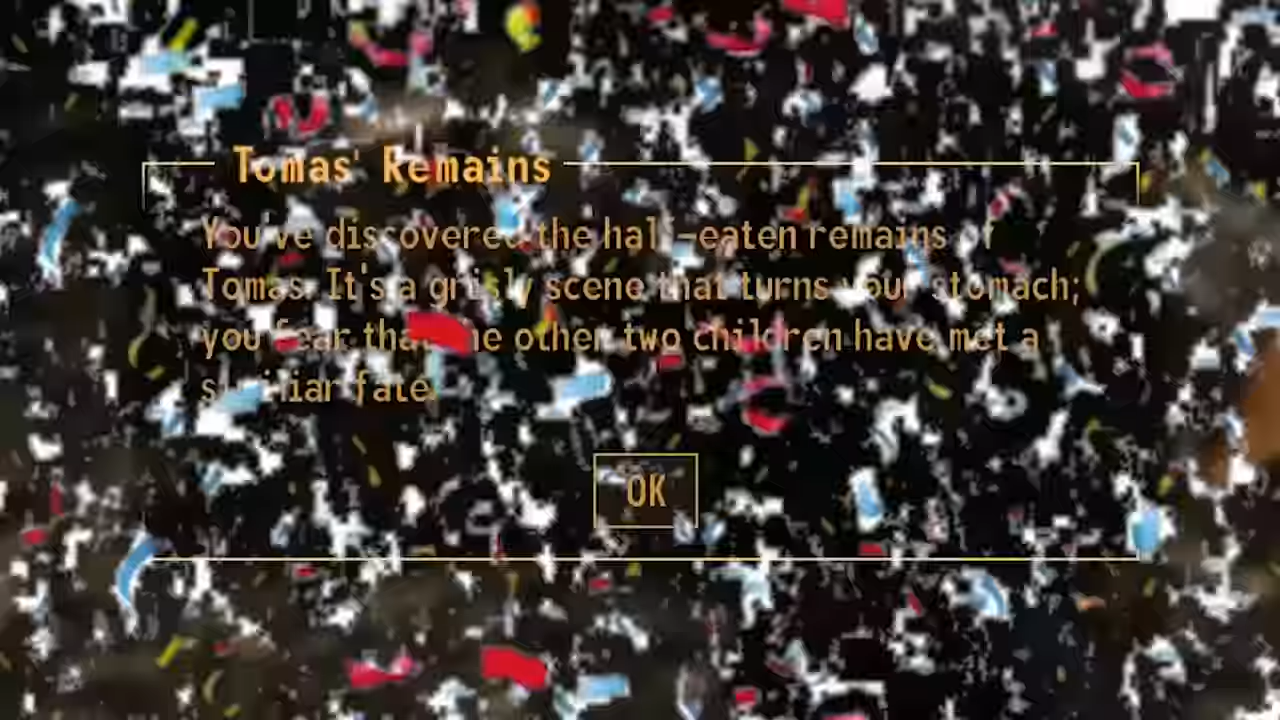 Tomas' Remains
You've discovered the half-eaten remains of
Tomas. It's a grisly scene that turns your stomach;
you fear that the other two children have met a
similiar fate.
OK